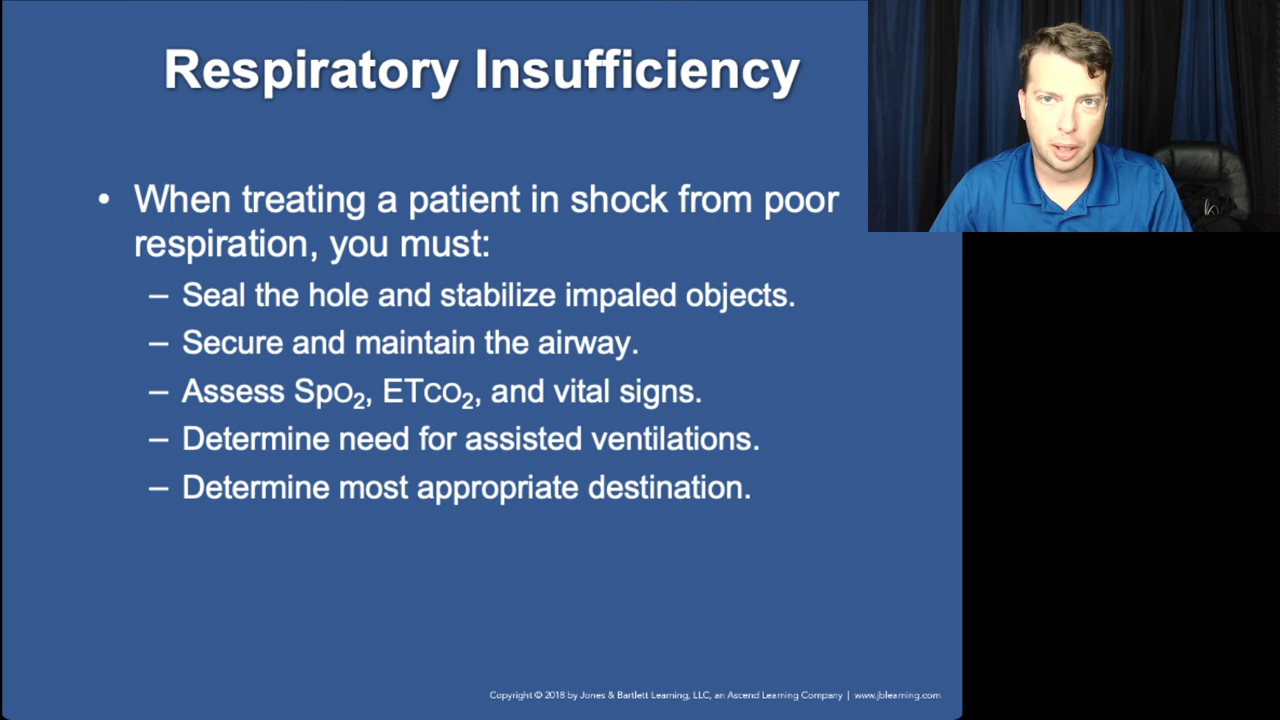 Respiratory Insufficiency
• When treating a patient in shock from poor
respiration, you must:
– Seal the hole and stabilize impaled objects.
– Secure and maintain the airway.
– Assess SpO₂, ETCO₂, and vital signs.
– Determine need for assisted ventilations.
– Determine most appropriate destination.
Copyright © 2018 by Jones & Bartlett Learning, LLC, an Ascend Learning Company | www.jblearning.com